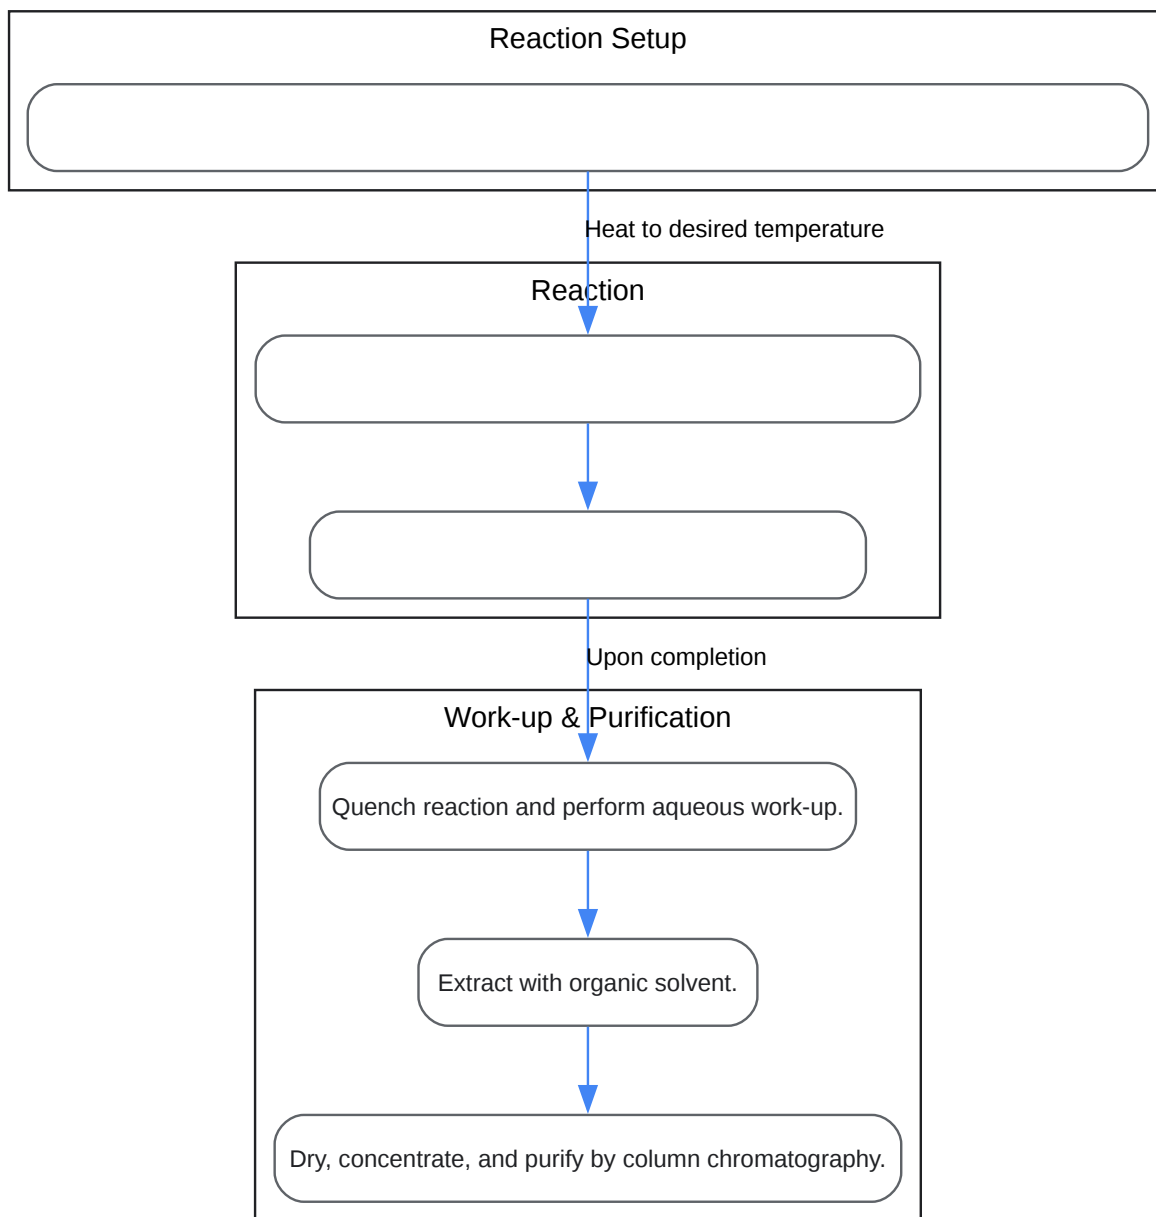 Reaction Setup
Heat to desired temperature
Reaction
Upon completion
Work-up & Purification
Quench reaction and perform aqueous work-up.
Extract with organic solvent.
Dry, concentrate, and purify by column chromatography.